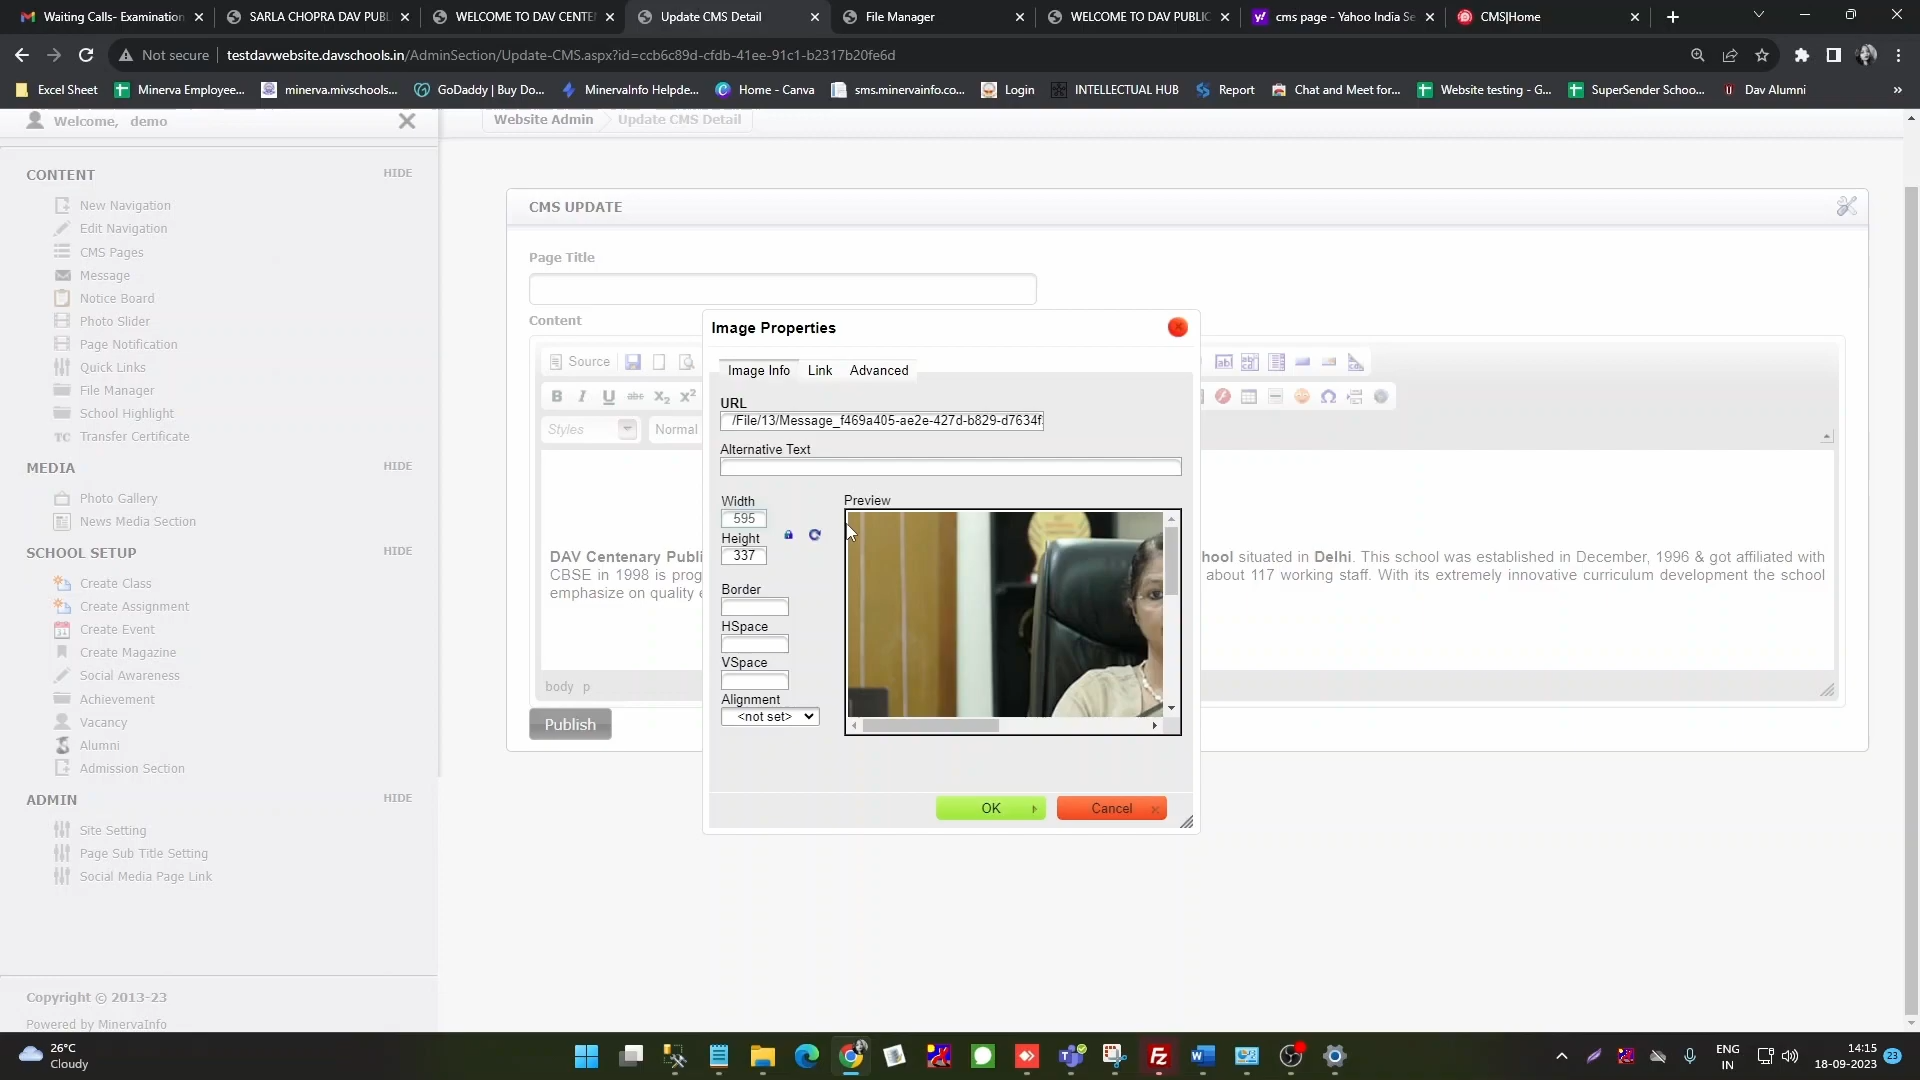 Waiting Calls- Examination
SARLA CHOPRA DAV PUBL
WELCOME TO DAV CENTE
Update CMS Detail
File Manager
WELCOME TO DAV PUBLIC
cms page - Yahoo India Se
CMS|Home
Not secure
testdavwebsite.davschools.in/AdminSection/Update-CMS.aspx?id=ccb6c89d-cfdb-41ee-91c1-b2317b20fe6d
Excel Sheet
Minerva Employee...
minerva.mivschools...
GoDaddy | Buy Do...
MinervaInfo Helpde...
Home - Canva
sms.minervainfo.co...
Login
INTELLECTUAL HUB
Report
Chat and Meet for...
Website testing - G...
SuperSender Schoo...
Dav Alumni
»
Welcome, demo
Website Admin
Update CMS Detail
CONTENT
HIDE
New Navigation
Edit Navigation
CMS Pages
Message
Notice Board
Photo Slider
Page Notification
Quick Links
File Manager
School Highlight
TC Transfer Certificate
MEDIA
HIDE
Photo Gallery
News Media Section
SCHOOL SETUP
HIDE
Create Class
Create Assignment
Create Event
Create Magazine
Social Awareness
Achievement
Vacancy
Alumni
Admission Section
ADMIN
HIDE
Site Setting
Page Sub Title Setting
Social Media Page Link
Copyright © 2013-23
Powered by MinervaInfo
CMS UPDATE
Page Title
Content
Source
B I U abc X₂ X²
Styles
Normal
DAV Centenary Publi
hool situated in Delhi. This school was established in December, 1996 & got affiliated with
CBSE in 1998 is prog
about 117 working staff. With its extremely innovative curriculum development the school
emphasize on quality e
body p
Publish
Image Properties
Image Info
Link
Advanced
URL
/File/13/Message_f469a405-ae2e-427d-b829-d7634f
Alternative Text
Width
595
Height
337
Border
HSpace
VSpace
Alignment
<not set>
Preview
OK
Cancel
26°C
Cloudy
ENG
IN
14:15
18-09-2023
23